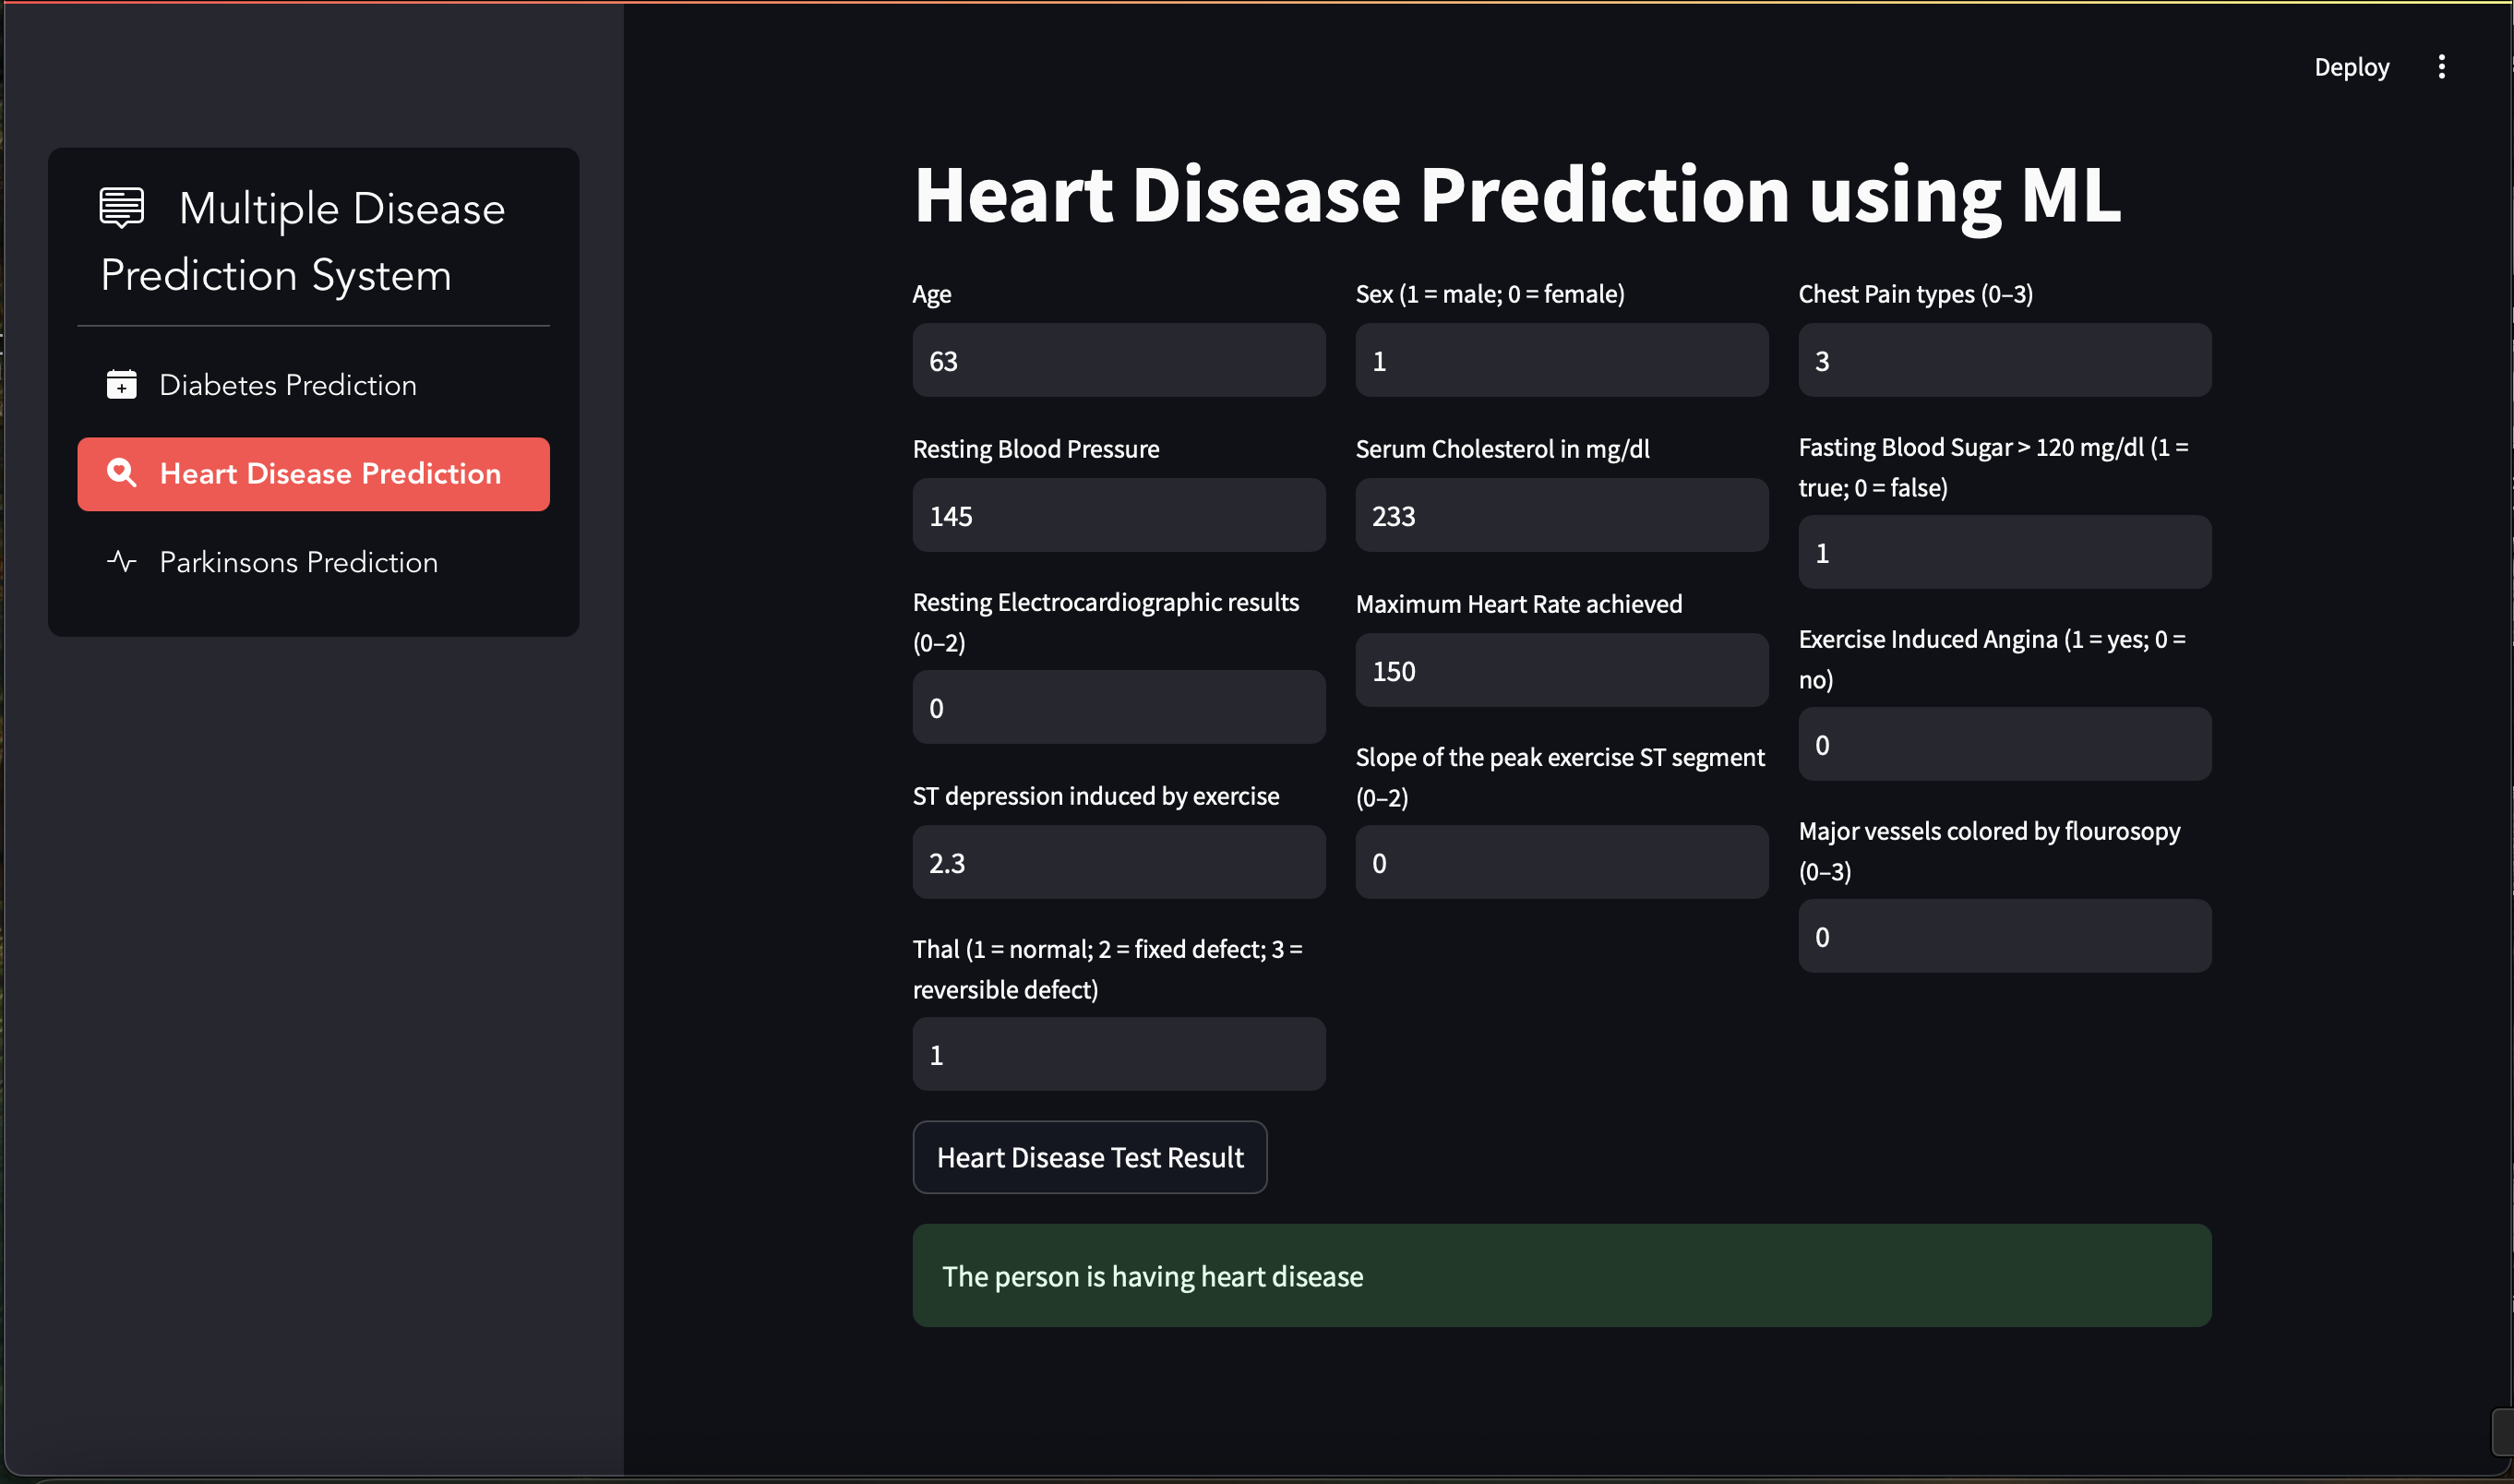 Deploy
Multiple Disease
Prediction System
Diabetes Prediction
Heart Disease Prediction
Parkinsons Prediction
Heart Disease Prediction using ML
Age
63
Sex (1 = male; 0 = female)
1
Chest Pain types (0–3)
3
Resting Blood Pressure
145
Serum Cholesterol in mg/dl
233
Fasting Blood Sugar > 120 mg/dl (1 =
true; 0 = false)
1
Resting Electrocardiographic results
(0–2)
0
Maximum Heart Rate achieved
150
Exercise Induced Angina (1 = yes; 0 =
no)
0
ST depression induced by exercise
2.3
Slope of the peak exercise ST segment
(0–2)
0
Major vessels colored by flourosopy
(0–3)
0
Thal (1 = normal; 2 = fixed defect; 3 =
reversible defect)
1
Heart Disease Test Result
The person is having heart disease